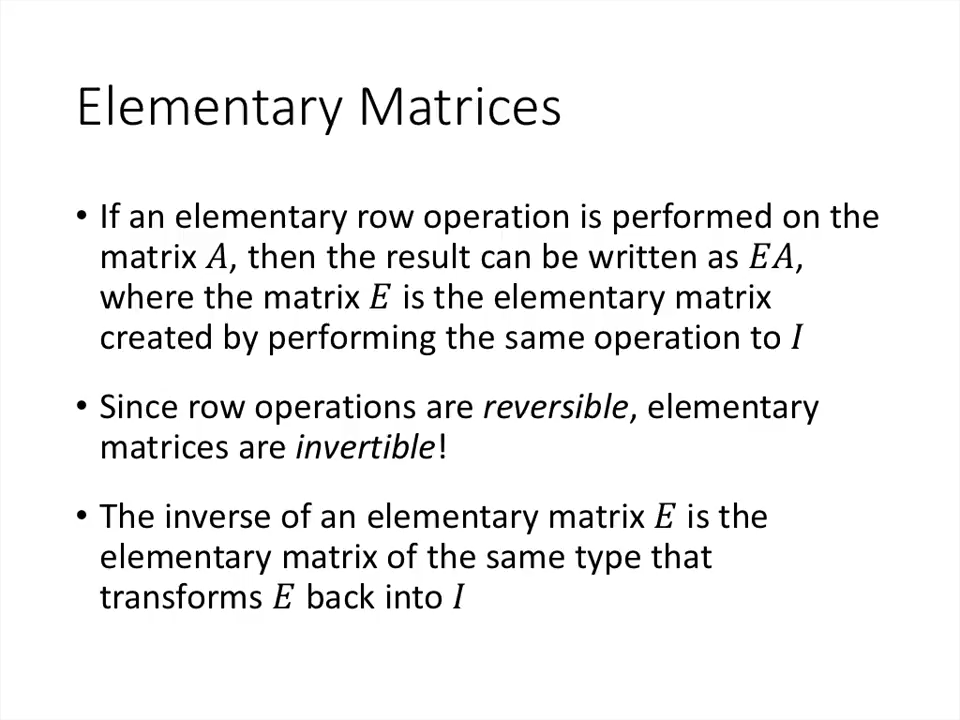 Elementary Matrices
• If an elementary row operation is performed on the
matrix A, then the result can be written as EA,
where the matrix E is the elementary matrix
created by performing the same operation to I
• Since row operations are reversible, elementary
matrices are invertible!
• The inverse of an elementary matrix E is the
elementary matrix of the same type that
transforms E back into I